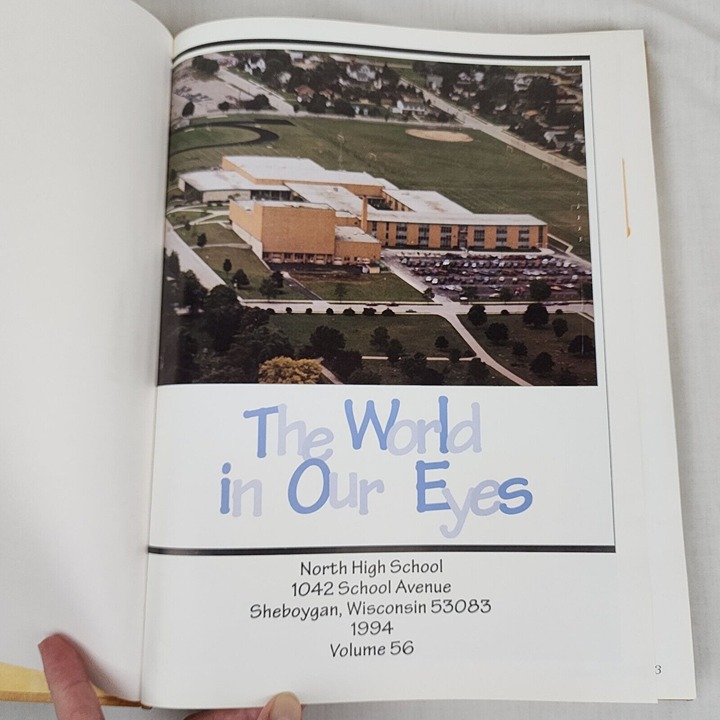 The World
in Our Eyes
North High School
1042 School Avenue
Sheboygan, Wisconsin 53083
1994
Volume 56
3